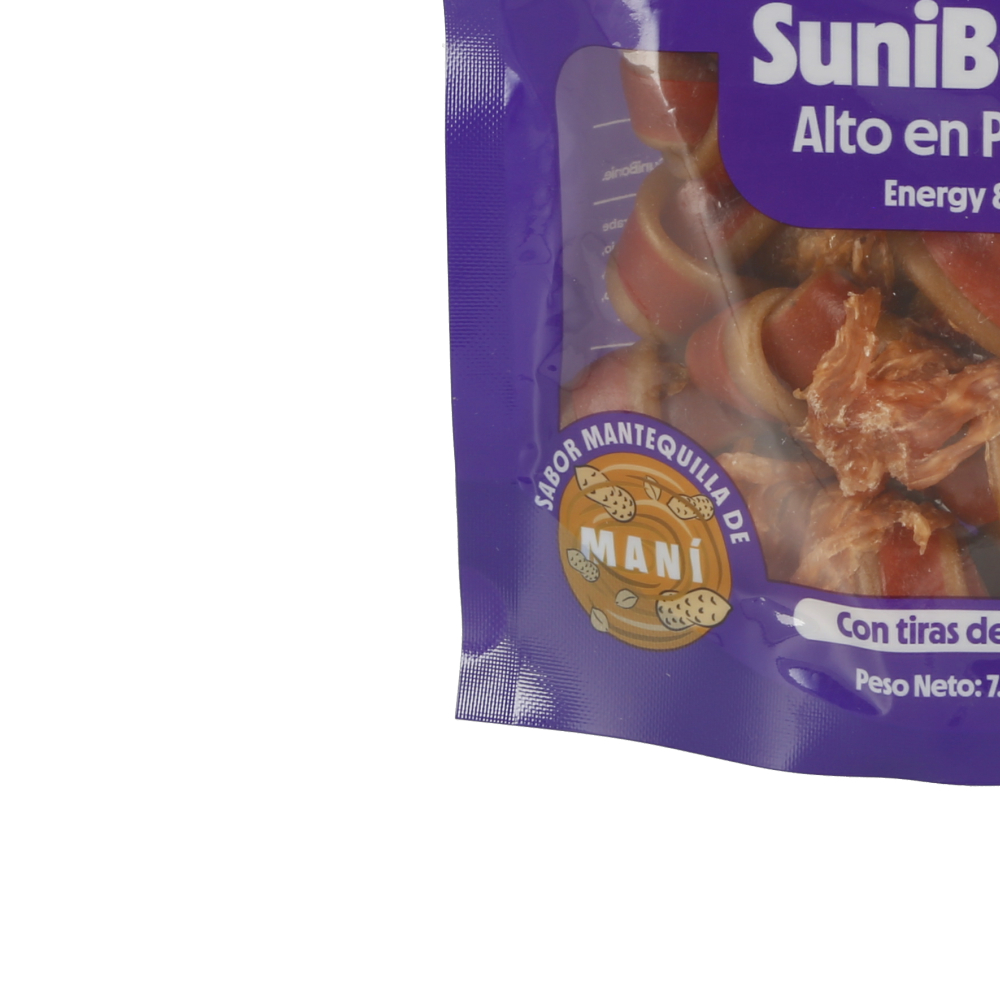 SuniB
Alto en P
Energy &
SABOR MANTEQUILLA DE
MANÍ
Con tiras de
Peso Neto: 7.